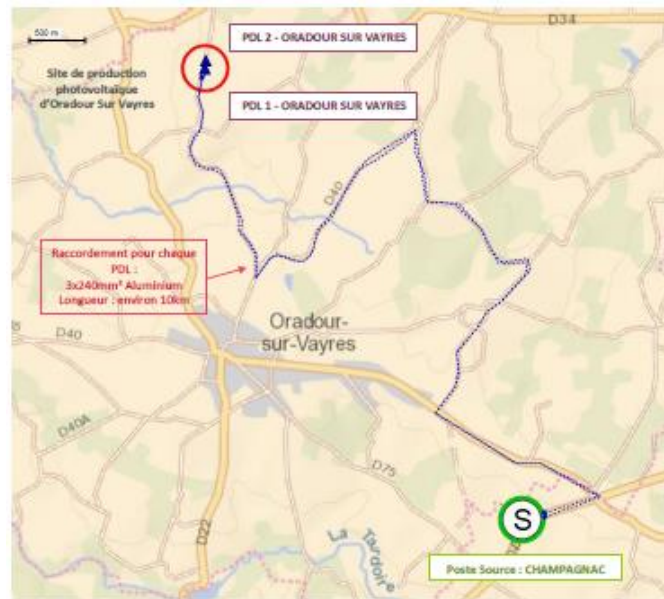 500 m
D34
PDL 2 - ORADOUR SUR VAYRES
Site de production
photovoltaïque
d'Oradour Sur Vayres
PDL 1 - ORADOUR SUR VAYRES
D40
Raccordement pour chaque
PDL :
3x240mm² Aluminium
Longueur : environ 10km
Oradour-
sur-Vayres
D40
D40A
D75
D22
S
La
Tardoire
Poste Source : CHAMPAGNAC